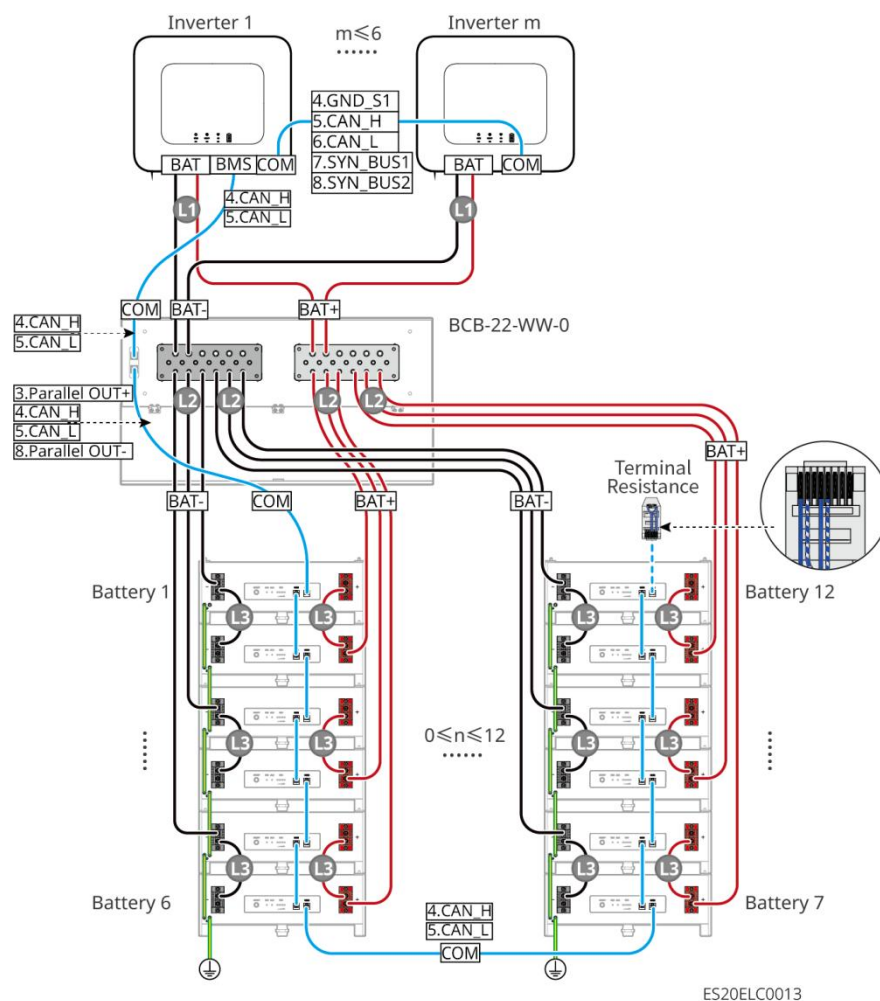 Inverter 1
m≤6
......
Inverter m
4.GND_S1
5.CAN_H
6.CAN_L
7.SYN_BUS1
8.SYN_BUS2
BAT
BMS
COM
BAT
COM
L1
4.CAN_H
5.CAN_L
L1
COM
BAT-
BAT+
BCB-22-WW-0
4.CAN_H
5.CAN_L
3.Parallel OUT+
4.CAN_H
5.CAN_L
8.Parallel OUT-
L2
L2
L2
L2
BAT+
Terminal
Resistance
BAT-
COM
BAT+
BAT-
Battery 1
Battery 12
L3
L3
L3
L3
0≤n≤12
......
L3
L3
L3
L3
L3
L3
L3
L3
Battery 6
Battery 7
4.CAN_H
5.CAN_L
COM
ES20ELC0013